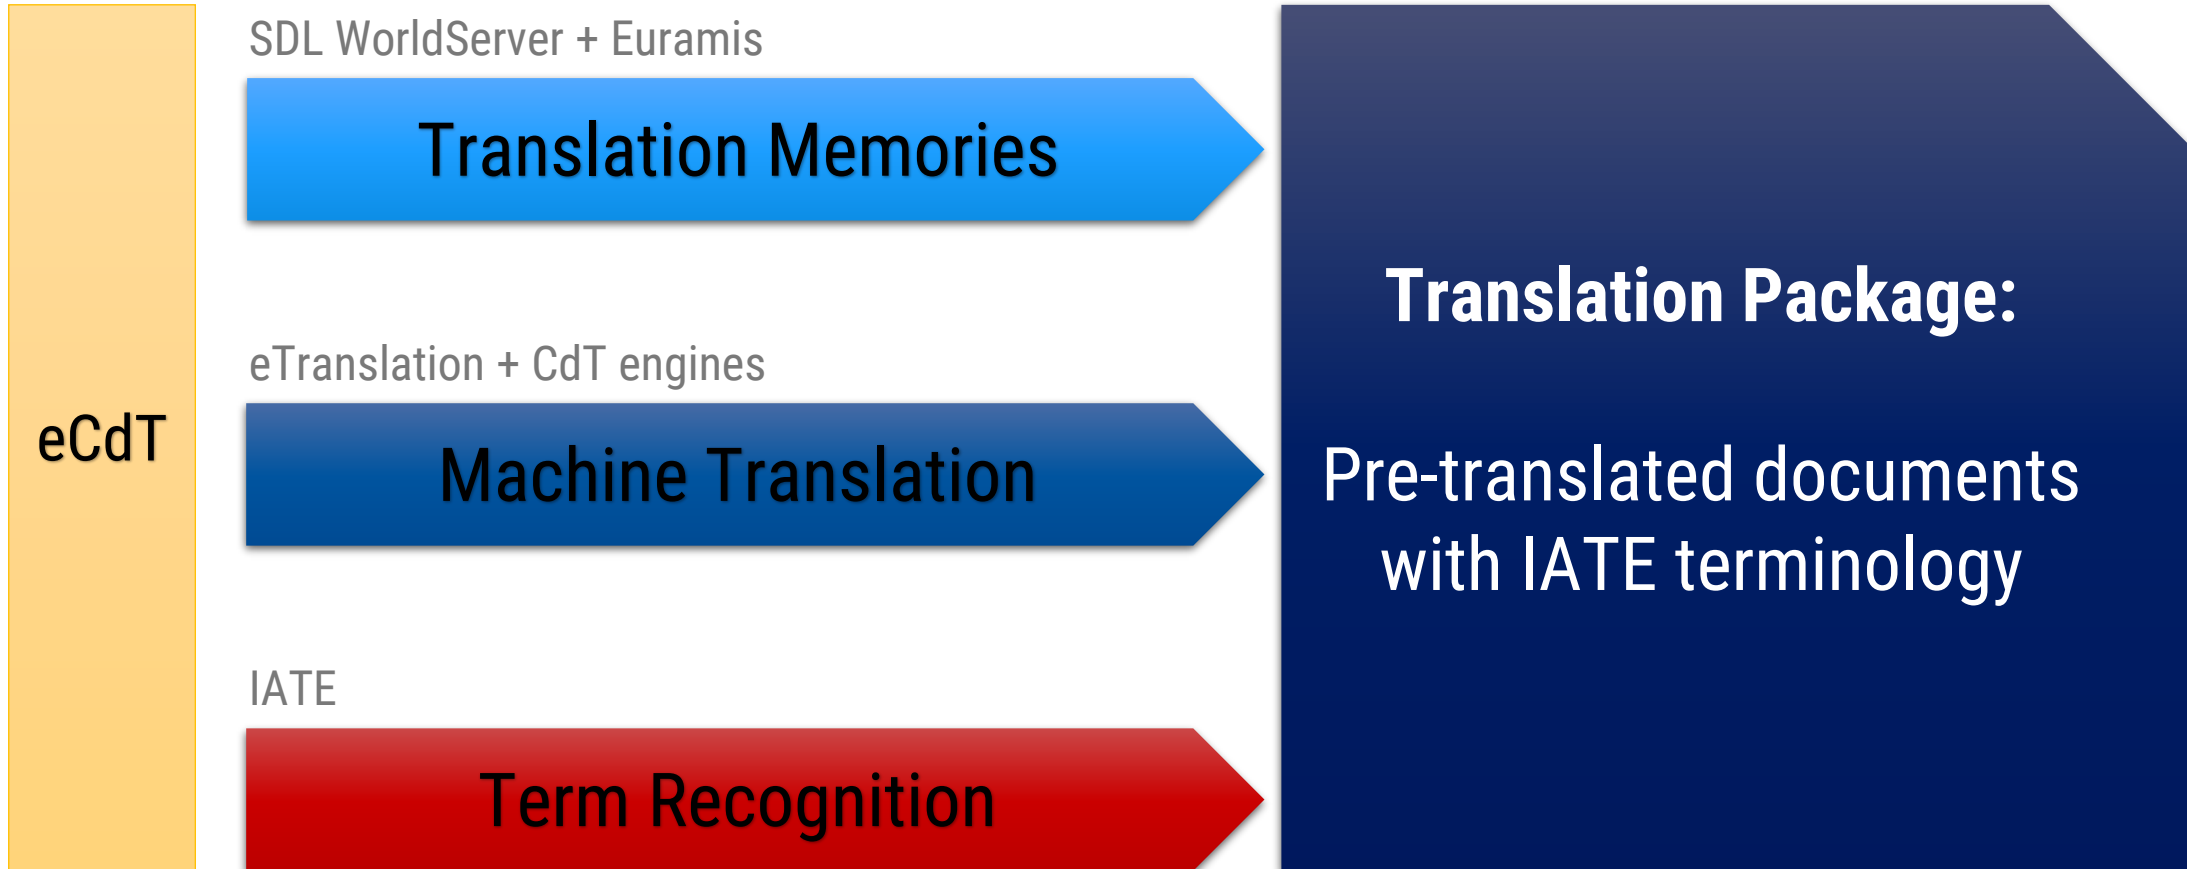 eCdT
SDL WorldServer + Euramis
Translation Memories
eTranslation + CdT engines
Machine Translation
IATE
Term Recognition
Translation Package:
Pre-translated documents
with IATE terminology